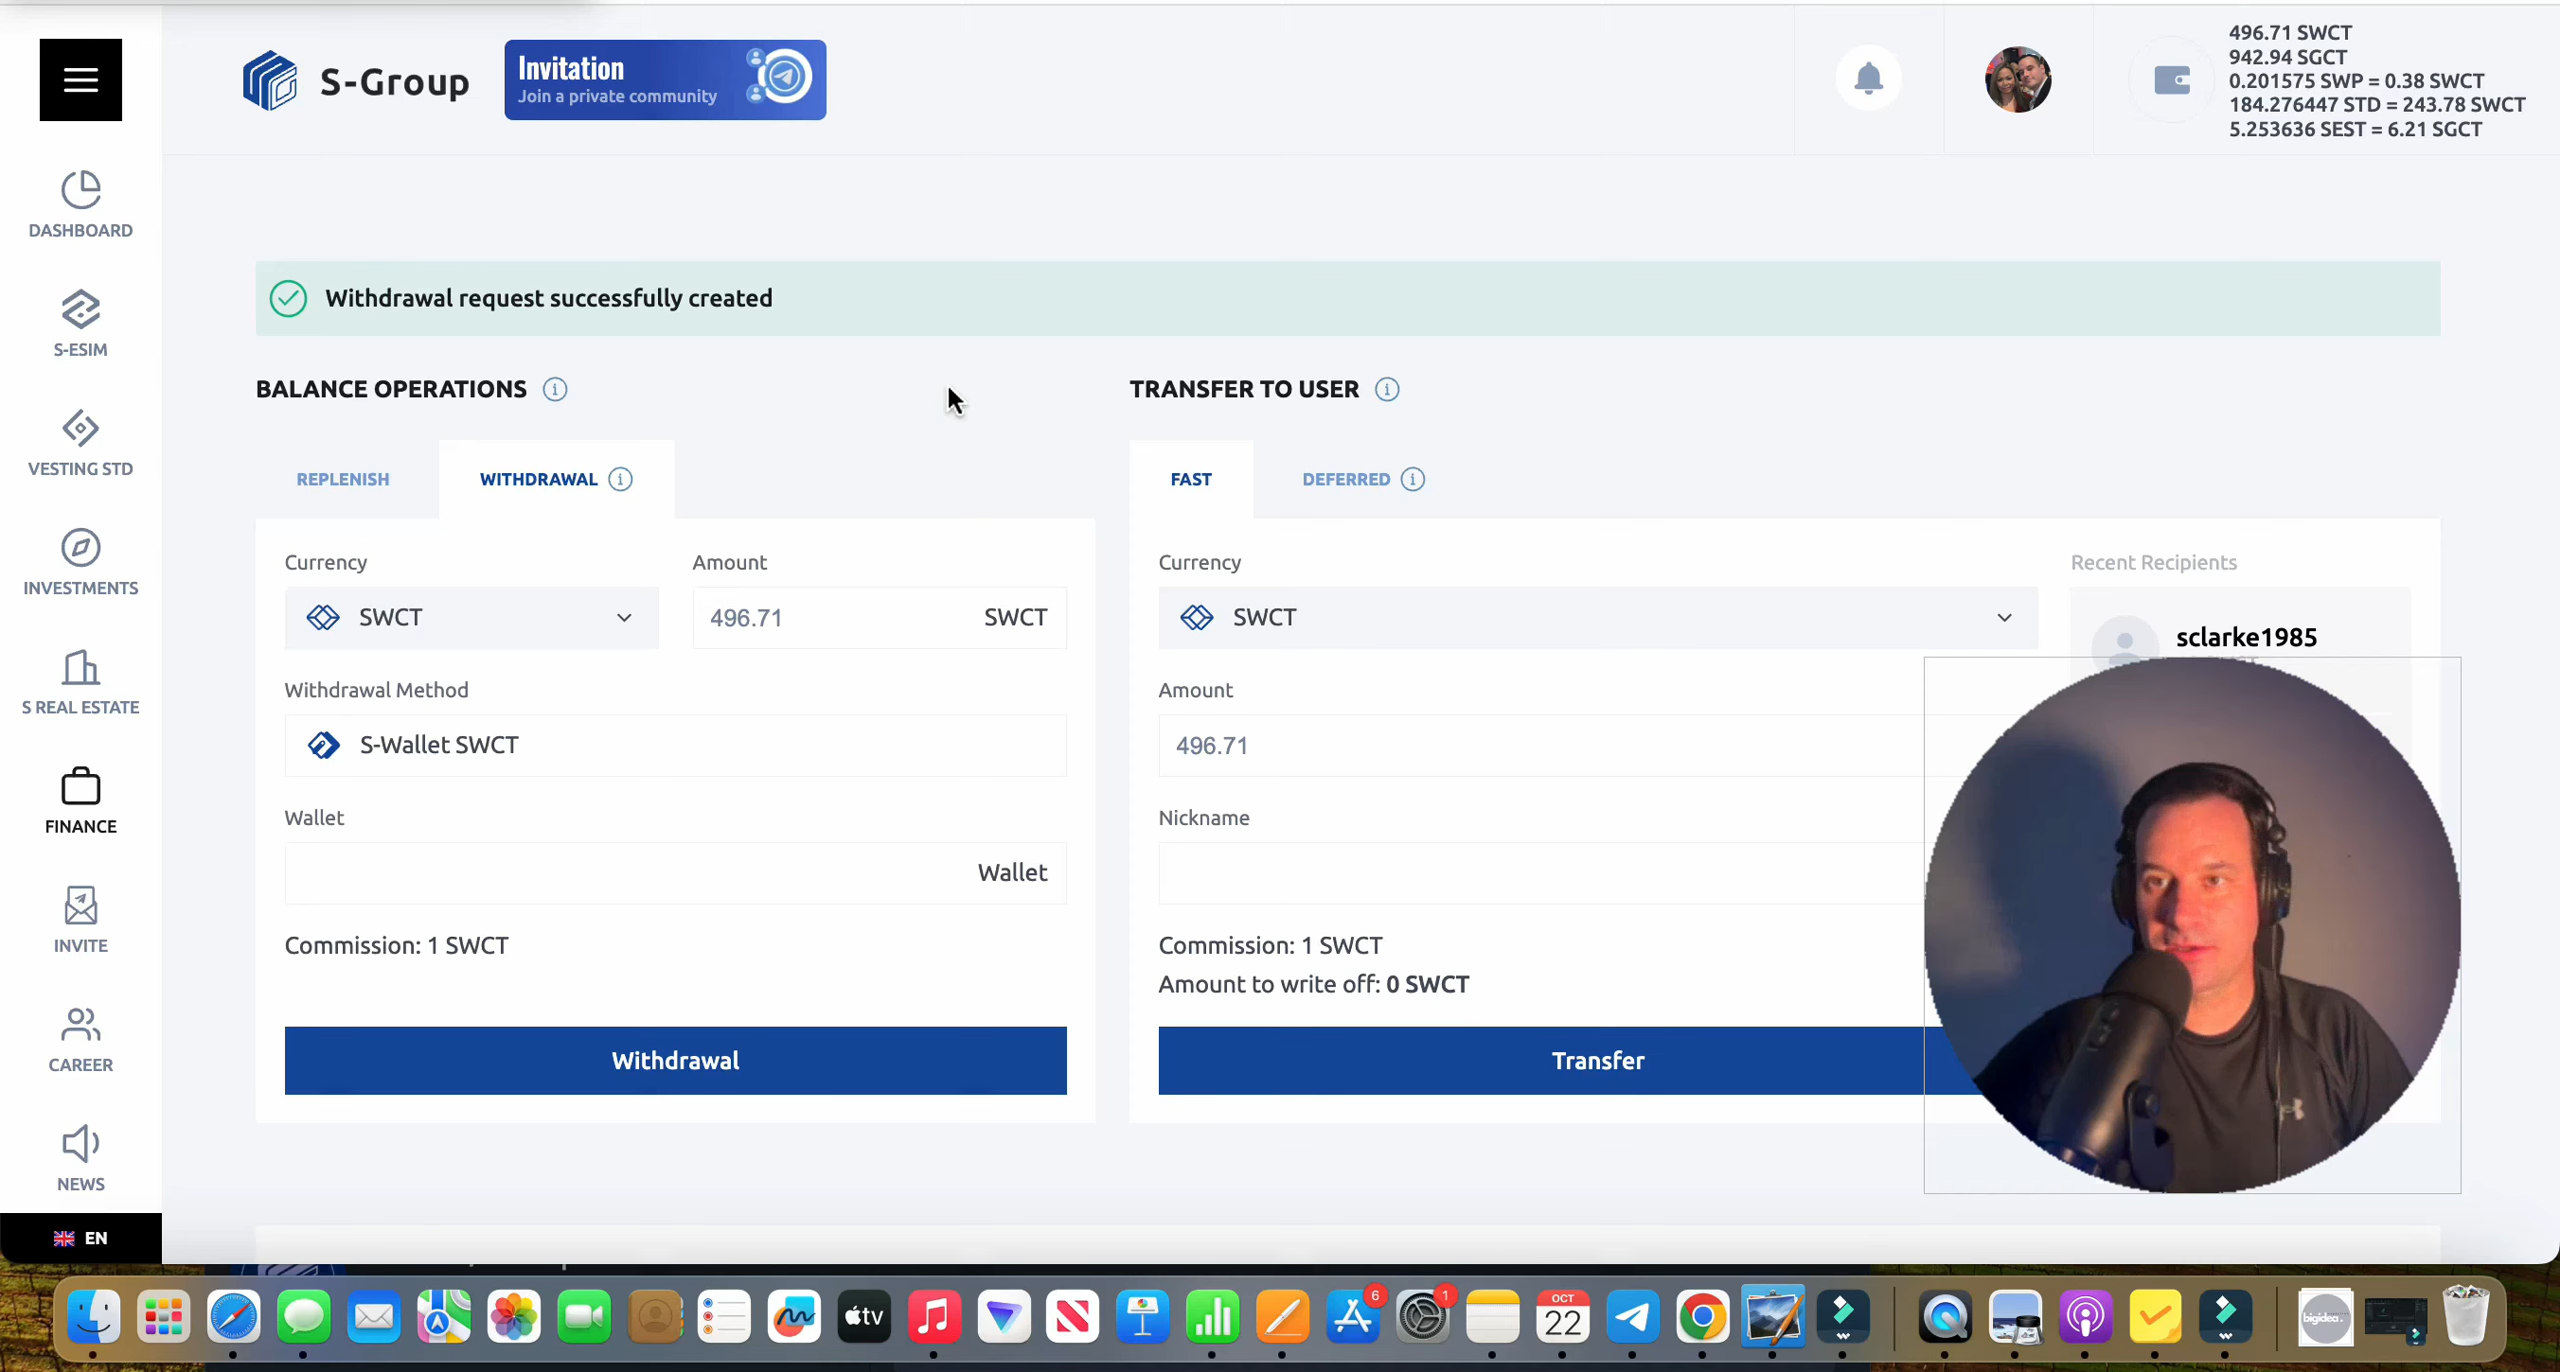 S-Group
Invitation
Join a private community
496.71 SWCT
942.94 SGCT
0.201575 SWP = 0.38 SWCT
184.276447 STD = 243.78 SWCT
5.253636 SEST = 6.21 SGCT
DASHBOARD
S-ESIM
VESTING STD
INVESTMENTS
S REAL ESTATE
FINANCE
INVITE
CAREER
NEWS
EN
Withdrawal request successfully created
BALANCE OPERATIONS
REPLENISH
WITHDRAWAL
Currency
Amount
SWCT
496.71
SWCT
Withdrawal Method
S-Wallet SWCT
Wallet
Wallet
Commission: 1 SWCT
Withdrawal
TRANSFER TO USER
FAST
DEFERRED
Currency
SWCT
Amount
496.71
Nickname
Commission: 1 SWCT
Amount to write off: 0 SWCT
Transfer
Recent Recipients
sclarke1985
tv
6
1
OCT
22
bigidea.